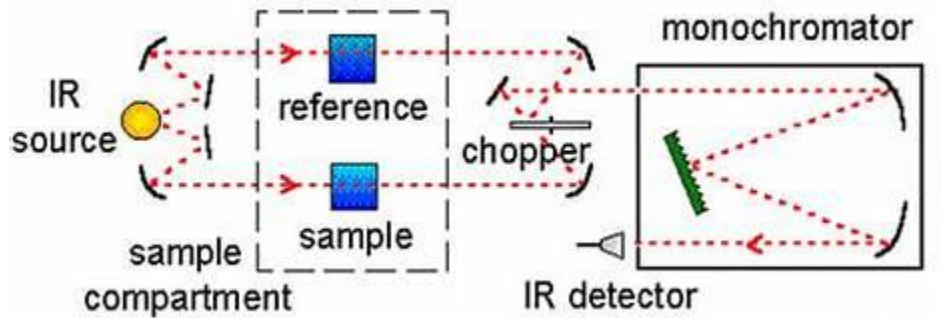 monochromator
IR
source
reference
chopper
sample
sample
compartment
IR detector